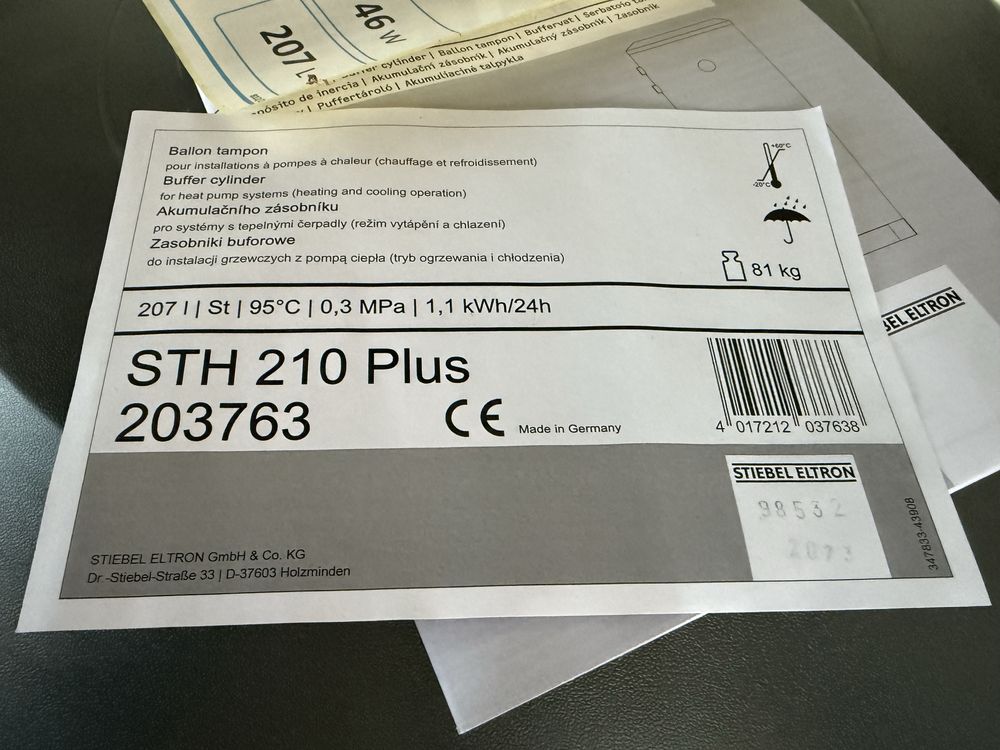 207 l
46 W
Buffer cylinder | Ballon tampon | Buffervat | Serbatoio
inercia | Akumulační zásobník | Akumulačný zásobník | Zasobnik
Puffertároló | Akumuliacinė talpykla
Ballon tampon
pour installations à pompes à chaleur (chauffage et refroidissement)
Buffer cylinder
for heat pump systems (heating and cooling operation)
Akumulačního zásobníku
pro systémy s tepelnými čerpadly (režim vytápění a chlazení)
Zasobniki buforowe
do instalacji grzewczych z pompą ciepła (tryb ogrzewania i chłodzenia)
+60°C
-20°C
81 kg
207 l | St | 95°C | 0,3 MPa | 1,1 kWh/24h
STH 210 Plus
203763
CE Made in Germany
4 017212 037638
STIEBEL ELTRON
98532
2073
STIEBEL ELTRON GmbH & Co. KG
Dr.-Stiebel-Straße 33 | D-37603 Holzminden
347833-43908
ELTRON